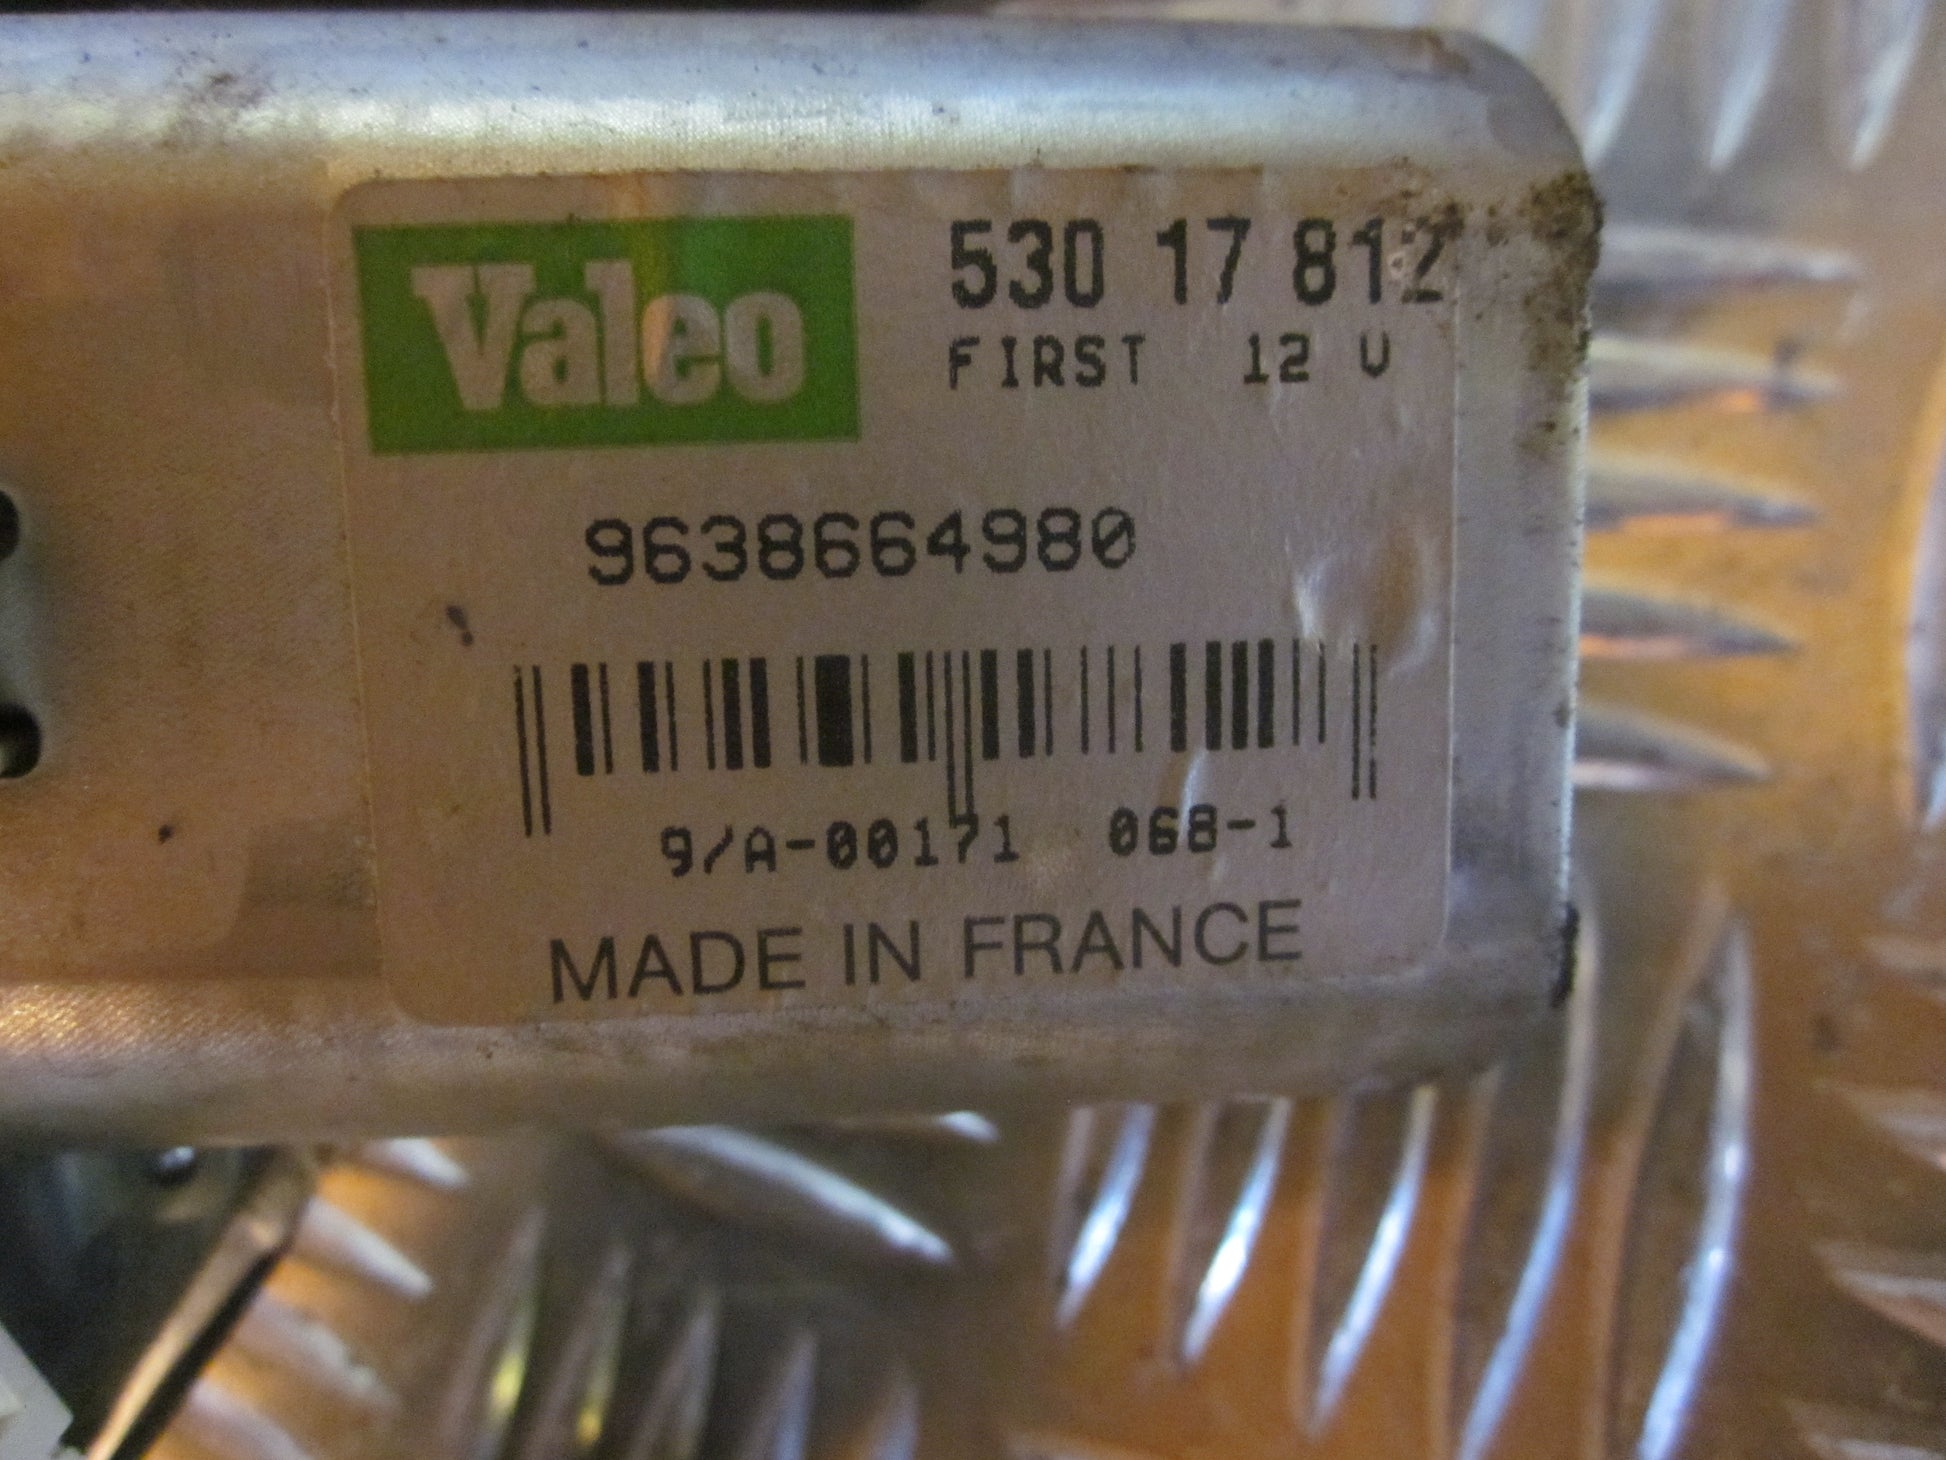 Valeo
530 17 812
FIRST 12 V
9638664980
9/A-00171 068-1
MADE IN FRANCE